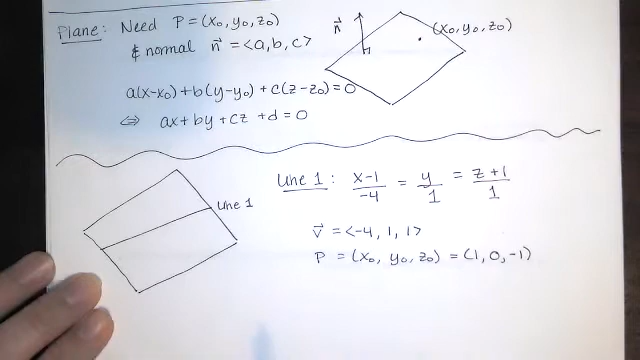 Plane: Need P = (x₀, y₀, z₀)
& normal n⃗ = <a, b, c>
a(x-x₀) + b(y-y₀) + c(z-z₀) = 0
⇔ ax + by + cz + d = 0
n⃗
(x₀, y₀, z₀)
Line 1
Line 1: (x-1)/-4 = y/1 = (z+1)/1
v⃗ = <-4, 1, 1>
P = (x₀, y₀, z₀) = (1, 0, -1)